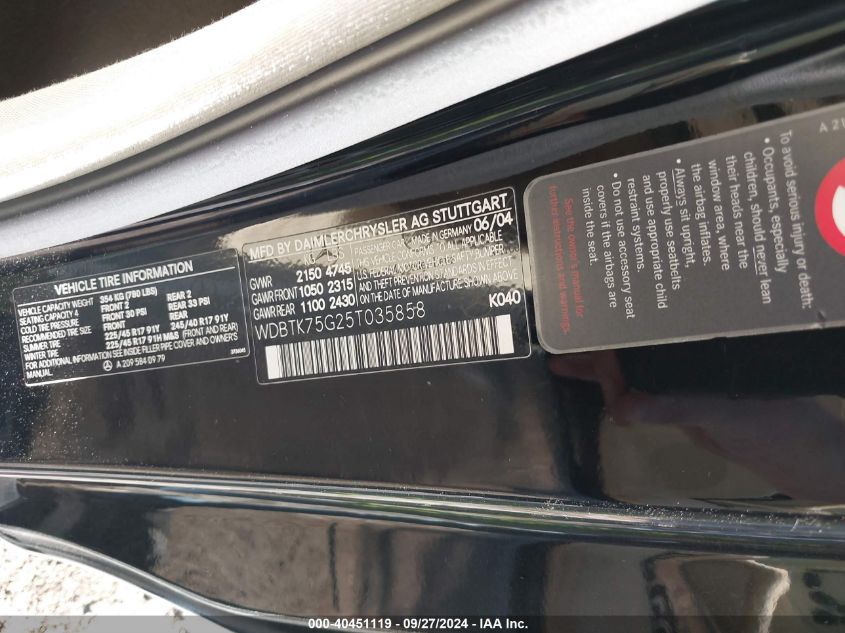 VEHICLE TIRE INFORMATION
VEHICLE CAPACITY WEIGHT 354 KG (780 LBS)
SEATING CAPACITY 4 FRONT 2 REAR 2
COLD TIRE PRESSURE FRONT 30 PSI REAR 33 PSI
RECOMMENDED TIRE SIZE FRONT REAR
SUMMER TIRE 225/45 R17 91Y 245/40 R17 91Y
WINTER TIRE 225/45 R17 91H M&S (FRONT AND REAR)
FOR ADDITIONAL INFORMATION SEE INSIDE FILLER PIPE COVER AND OWNER'S
MANUAL.
A 209 584 09 79
MFD BY DAIMLERCHRYSLER AG STUTTGART
PASSENGER CAR MADE IN GERMANY 06/04
GVWR 2150 4745
GAWR FRONT 1050 2315
GAWR REAR 1100 2430
TO ALL APPLICABLE
U.S. FEDERAL MOTOR VEHICLE SAFETY BUMPER
AND THEFT PREVENTION STANDARDS IN EFFECT
ON THE DATE OF MANUFACTURE SHOWN ABOVE
WDBTK75G25T035858
K040
To avoid serious injury or death:
• Occupants, especially
children, should never lean
their heads near the
window area, where
the airbag inflates.
• Always sit upright,
properly use seatbelts
and use appropriate child
restraint systems.
• Do not use accessory seat
covers if the airbags are
inside the seat.
See the owner's manual for
further instructions.
000-40451119 - 09/27/2024 - IAA Inc.